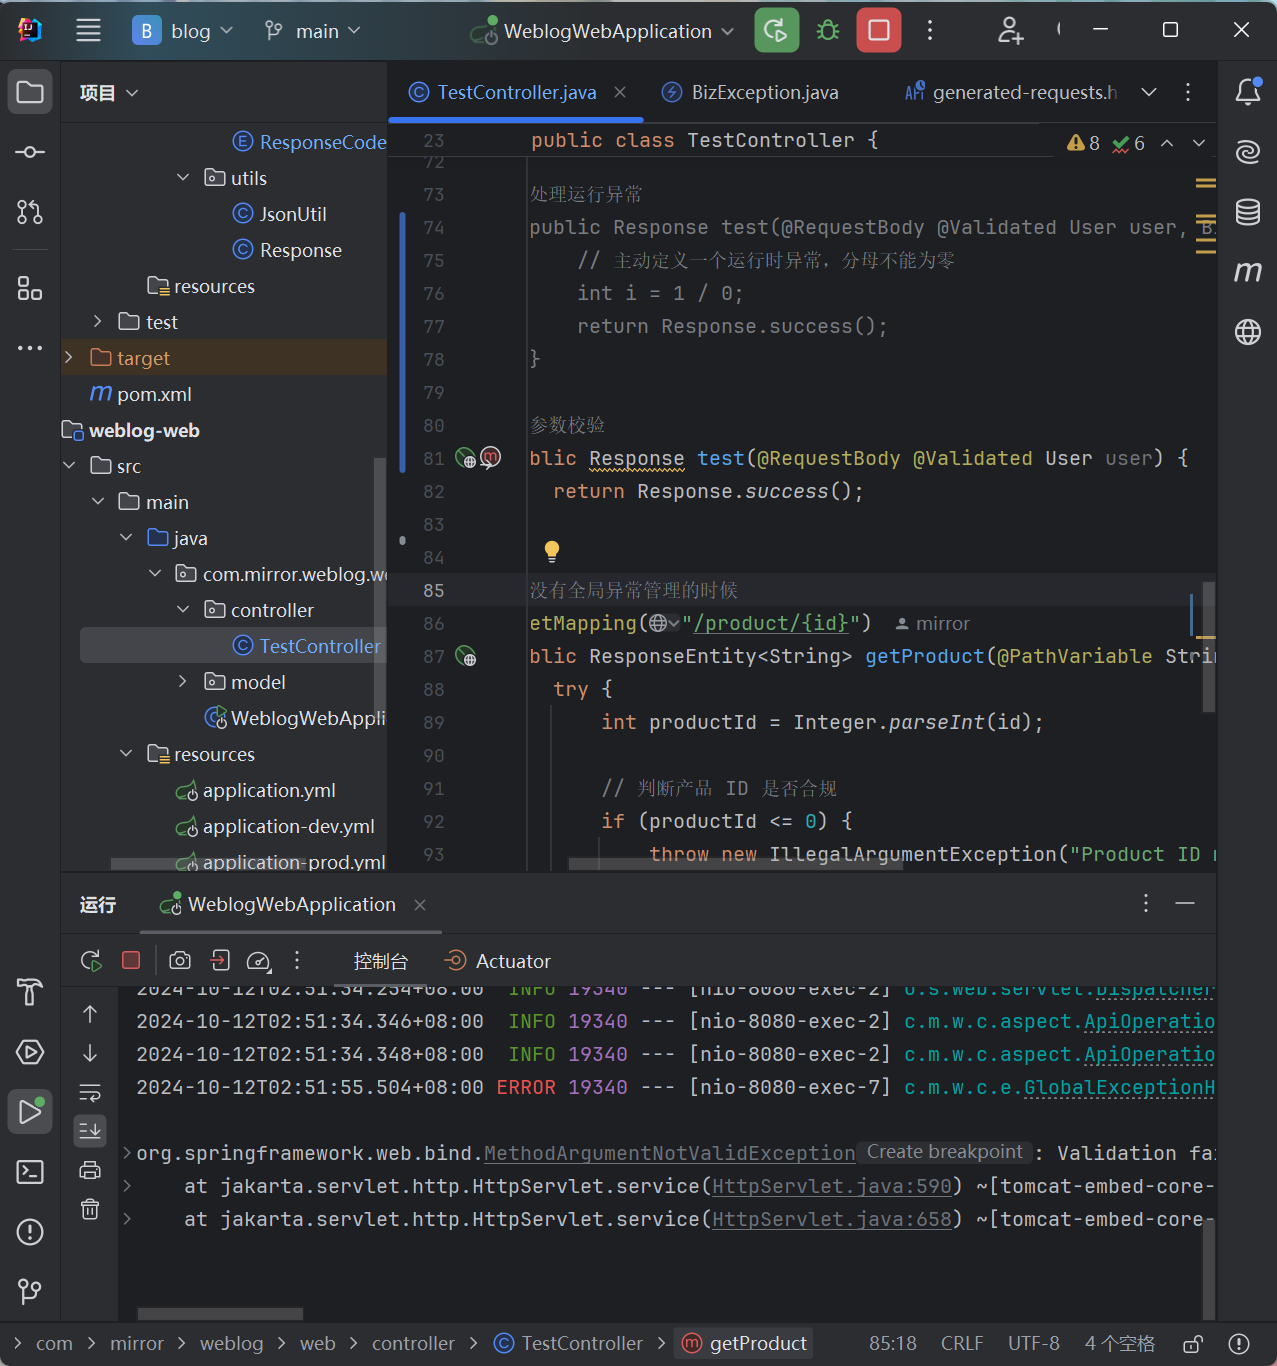 B blog main WeblogWebApplication
项目
TestController.java BizException.java generated-requests.h
ResponseCode
utils
JsonUtil
Response
resources
test
target
pom.xml
weblog-web
src
main
java
com.mirror.weblog.we
controller
TestController
model
WeblogWebAppli
resources
application.yml
application-dev.yml
application-prod.yml
23 public class TestController {
8 6
72
73 处理运行异常
74 public Response test(@RequestBody @Validated User user, B
75 // 主动定义一个运行时异常，分母不能为零
76 int i = 1 / 0;
77 return Response.success();
78 }
79
80 参数校验
81 blic Response test(@RequestBody @Validated User user) {
82 return Response.success();
83
84
85 没有全局异常管理的时候
86 etMapping("/product/{id}") mirror
87 blic ResponseEntity<String> getProduct(@PathVariable Strin
88 try {
89 int productId = Integer.parseInt(id);
90
91 // 判断产品 ID 是否合规
92 if (productId <= 0) {
93 throw new IllegalArgumentException("Product ID
运行 WeblogWebApplication
控制台 Actuator
2024-10-12T02:51:34.254+08:00 INFO 19340 --- [nio-8080-exec-2] o.s.web.servlet.Dispatcher
2024-10-12T02:51:34.346+08:00 INFO 19340 --- [nio-8080-exec-2] c.m.w.c.aspect.ApiOperatio
2024-10-12T02:51:34.348+08:00 INFO 19340 --- [nio-8080-exec-2] c.m.w.c.aspect.ApiOperatio
2024-10-12T02:51:55.504+08:00 ERROR 19340 --- [nio-8080-exec-7] c.m.w.c.e.GlobalExceptionH
org.springframework.web.bind.MethodArgumentNotValidException Create breakpoint : Validation fai
at jakarta.servlet.http.HttpServlet.service(HttpServlet.java:590) ~[tomcat-embed-core-
at jakarta.servlet.http.HttpServlet.service(HttpServlet.java:658) ~[tomcat-embed-core-
com mirror weblog web controller TestController getProduct 85:18 CRLF UTF-8 4 个空格